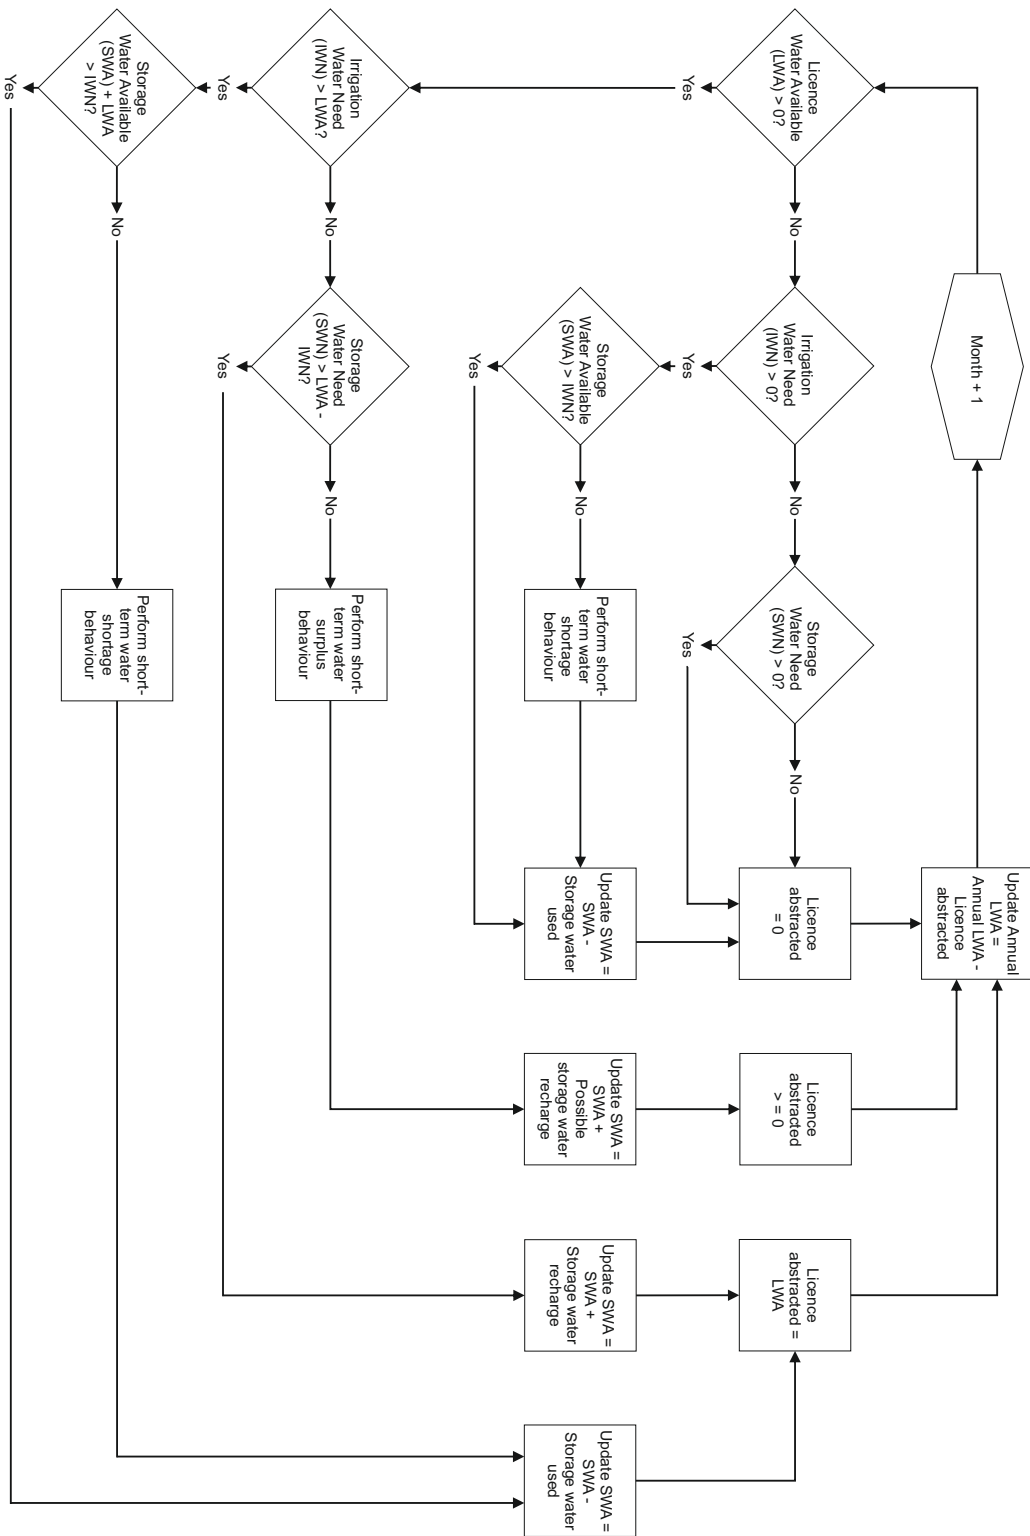 Month + 1
Update Annual
LWA =
Annual LWA -
Licence
abstracted
Licence
Water Available
(LWA) > 0?
No
Irrigation
Water Need
(IWN) > 0?
No
Storage
Water Need
(SWN) > 0?
No
Licence
abstracted
= 0
Licence
abstracted
> = 0
Licence
abstracted =
LWA
Yes
Yes
Yes
Storage
Water Available
(SWA) > IWN?
No
Perform short-
term water
shortage
behaviour
Update SWA =
SWA -
Storage water
used
Update SWA =
SWA +
Possible
storage water
recharge
Update SWA =
SWA +
Storage water
recharge
Update SWA =
SWA -
Storage water
used
Yes
Irrigation
Water Need
(IWN) > LWA?
No
Storage
Water Need
(SWN) > LWA -
IWN?
No
Perform short-
term water
surplus
behaviour
Yes
Yes
Storage
Water Available
(SWA) + LWA
> IWN?
No
Perform short-
term water
shortage
behaviour
Yes